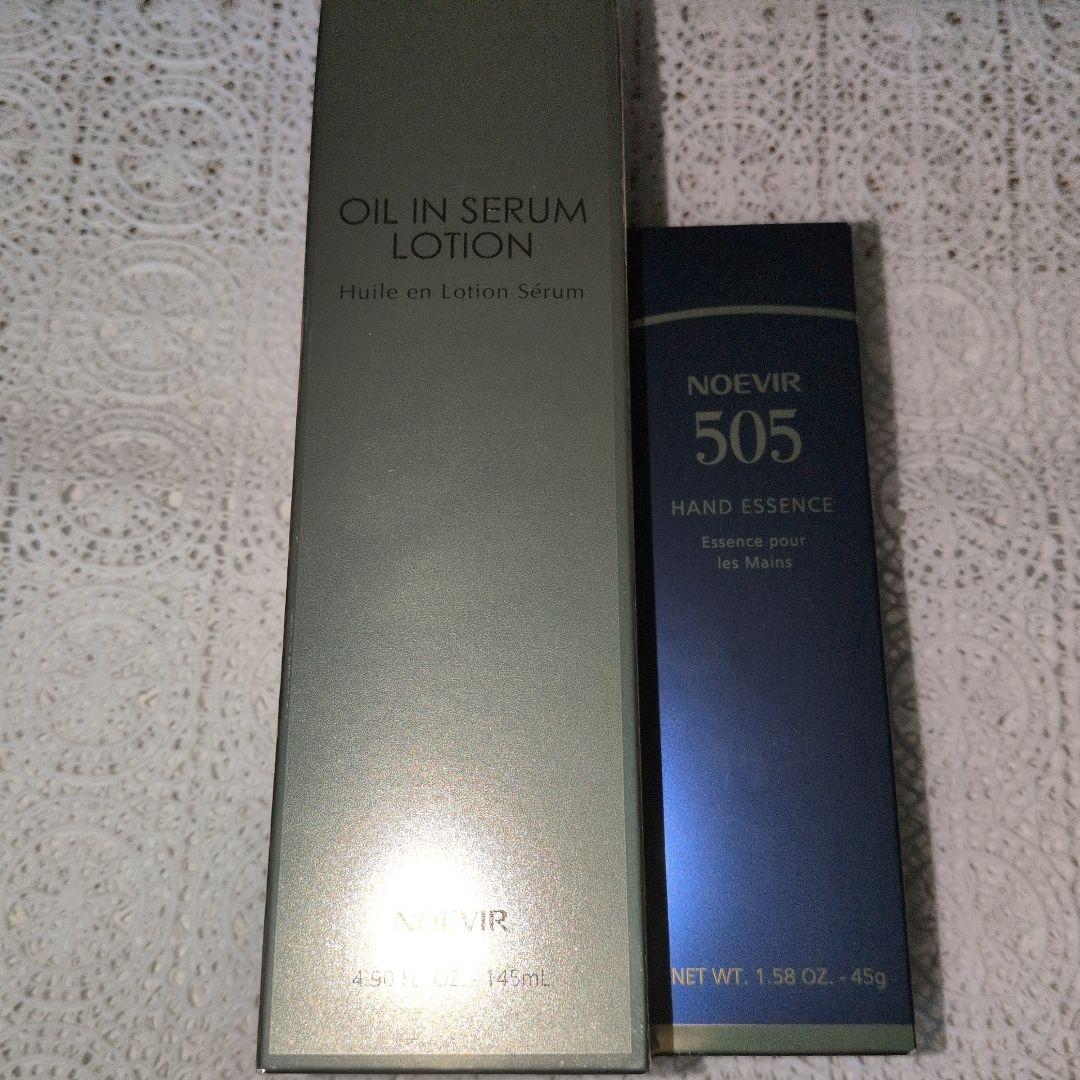 OIL IN SERUM
LOTION
Huile en Lotion Sérum
NOEVIR
4.90 FL. OZ. - 145mL
NOEVIR
505
HAND ESSENCE
Essence pour
les Mains
NET WT. 1.58 OZ. - 45g